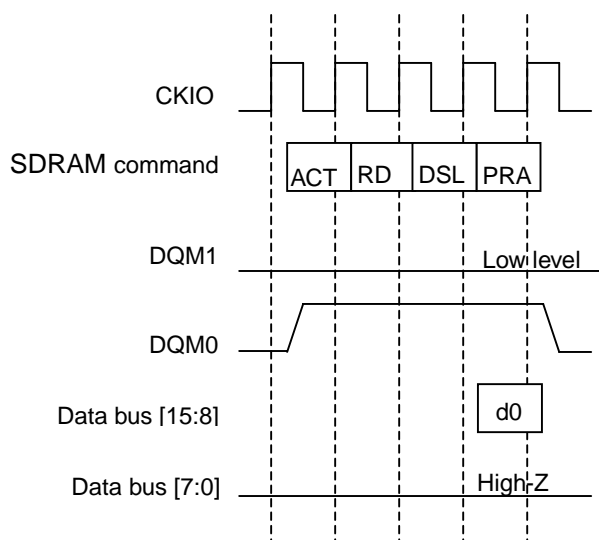 CKIO
SDRAM command
ACT RD DSL PRA
DQM1
Low level
DQM0
Data bus [15:8]
d0
Data bus [7:0]
High-Z